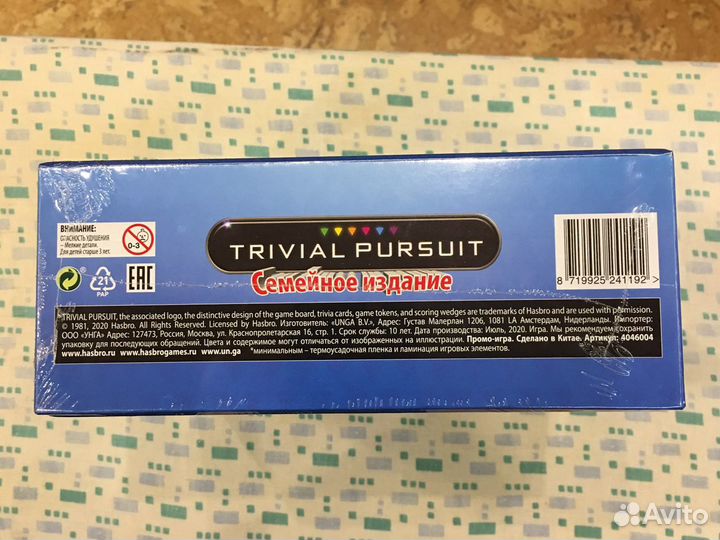 ВНИМАНИЕ:
ОПАСНОСТЬ УДУШЕНИЯ
– Мелкие детали.
Для детей старше 3 лет.
0-3
21
PAP
EAC
TRIVIAL PURSUIT
Семейное издание
8 719925 241192 >
TRIVIAL PURSUIT, the associated logo, the distinctive design of the game board, trivia cards, game tokens, and scoring wedges are trademarks of Hasbro and are used with permission.
© 1981, 2020 Hasbro. All Rights Reserved. Licensed by Hasbro. Изготовитель: «UNGA B.V.», Адрес: Густав Малерлан 1206, 1081 LA Амстердам, Нидерланды. Импортер:
ООО «УНГА» Адрес: 127473, Россия, Москва, ул. Краснопролетарская 16, стр. 1. Срок службы: 10 лет. Дата производства: Июль, 2020. Игра. Мы рекомендуем сохранить
упаковку для последующих обращений. Цвета и содержимое могут отличаться от изображенных на иллюстрации. Промо-игра. Сделано в Китае. Артикул: 4046004
www.hasbro.ru www.hasbrogames.ru www.un.ga *минимальным – термоусадочная пленка и ламинация игровых элементов.
Avito